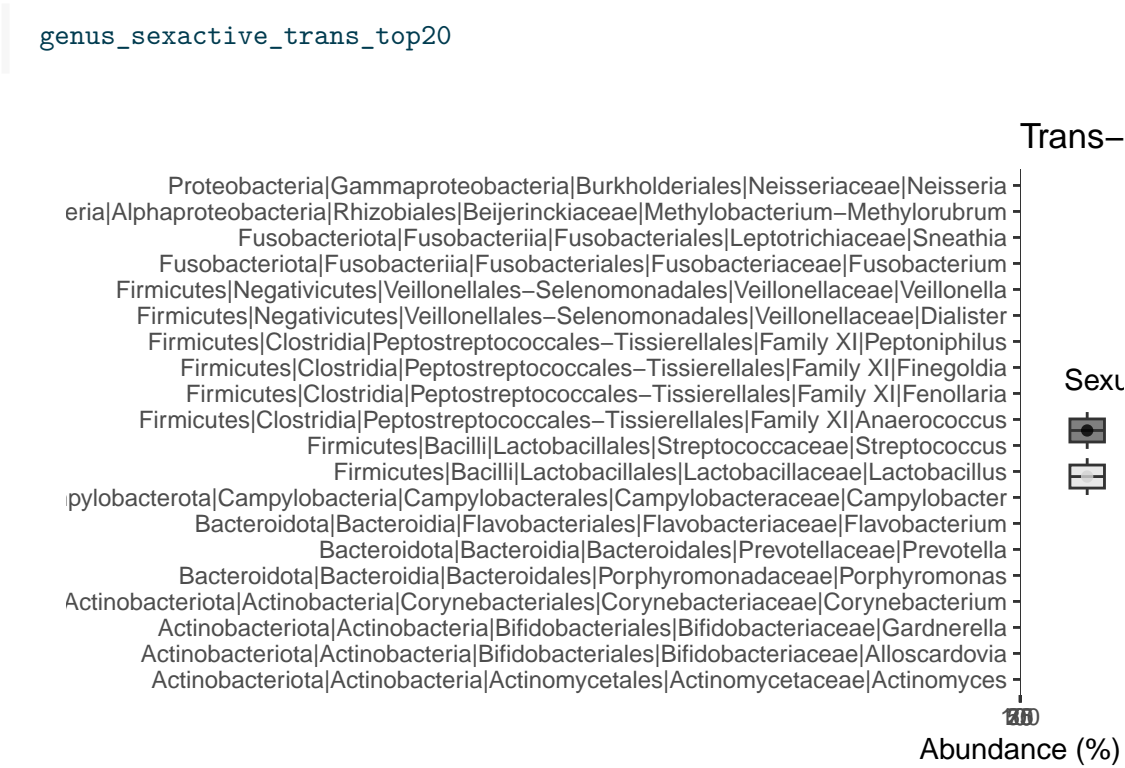 genus_sexactive_trans_top20
Trans−
Proteobacteria|Gammaproteobacteria|Burkholderiales|Neisseriaceae|Neisseria
eria|Alphaproteobacteria|Rhizobiales|Beijerinckiaceae|Methylobacterium−Methylorubrum
Fusobacteriota|Fusobacteriia|Fusobacteriales|Leptotrichiaceae|Sneathia
Fusobacteriota|Fusobacteriia|Fusobacteriales|Fusobacteriaceae|Fusobacterium
Firmicutes|Negativicutes|Veillonellales−Selenomonadales|Veillonellaceae|Veillonella
Firmicutes|Negativicutes|Veillonellales−Selenomonadales|Veillonellaceae|Dialister
Firmicutes|Clostridia|Peptostreptococcales−Tissierellales|Family XI|Peptoniphilus
Firmicutes|Clostridia|Peptostreptococcales−Tissierellales|Family XI|Finegoldia
Firmicutes|Clostridia|Peptostreptococcales−Tissierellales|Family XI|Fenollaria
Firmicutes|Clostridia|Peptostreptococcales−Tissierellales|Family XI|Anaerococcus
Firmicutes|Bacilli|Lactobacillales|Streptococcaceae|Streptococcus
Firmicutes|Bacilli|Lactobacillales|Lactobacillaceae|Lactobacillus
pylobacterota|Campylobacteria|Campylobacterales|Campylobacteraceae|Campylobacter
Bacteroidota|Bacteroidia|Flavobacteriales|Flavobacteriaceae|Flavobacterium
Bacteroidota|Bacteroidia|Bacteroidales|Prevotellaceae|Prevotella
Bacteroidota|Bacteroidia|Bacteroidales|Porphyromonadaceae|Porphyromonas
Actinobacteriota|Actinobacteria|Corynebacteriales|Corynebacteriaceae|Corynebacterium
Actinobacteriota|Actinobacteria|Bifidobacteriales|Bifidobacteriaceae|Gardnerella
Actinobacteriota|Actinobacteria|Bifidobacteriales|Bifidobacteriaceae|Alloscardovia
Actinobacteriota|Actinobacteria|Actinomycetales|Actinomycetaceae|Actinomyces
Sexu
Abundance (%)